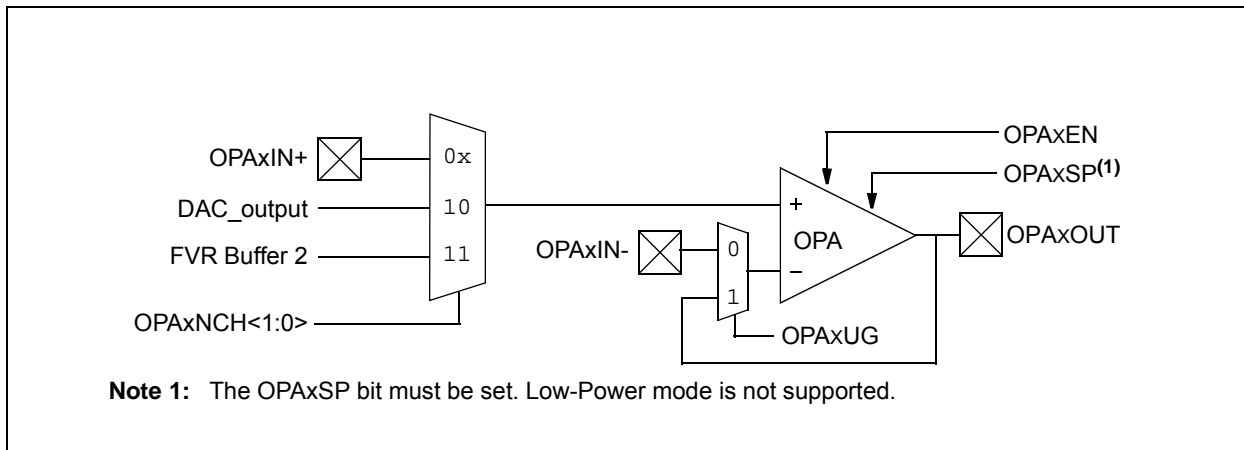 OPAxEN
OPAxIN+
0x
OPAxSP(1)
DAC_output
10
+
OPA
OPAxOUT
FVR Buffer 2
11
OPAxIN-
0
−
1
OPAxNCH<1:0>
OPAxUG
Note 1: The OPAxSP bit must be set. Low-Power mode is not supported.